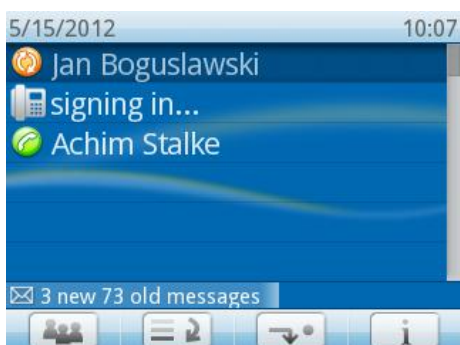 5/15/2012 10:07
Jan Boguslawski
signing in...
Achim Stalke
3 new 73 old messages
i